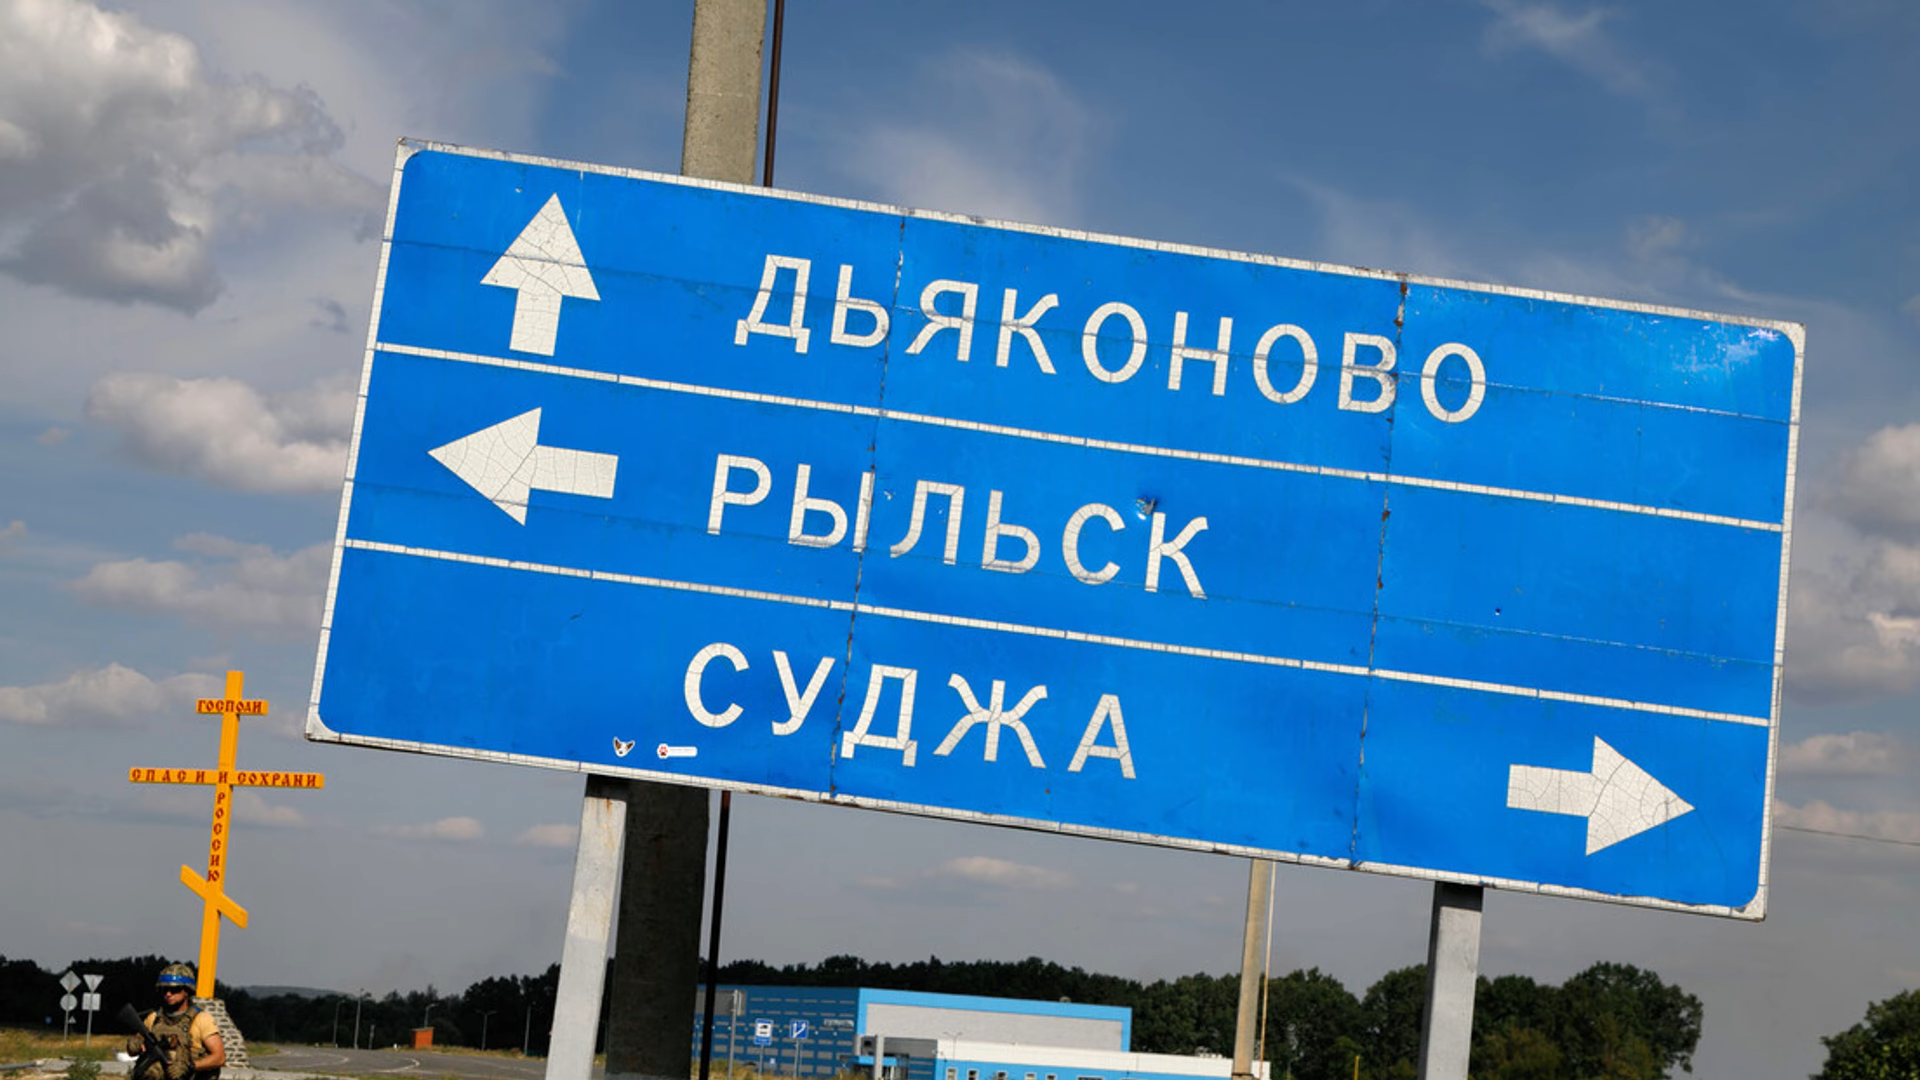 ДЬЯКОНОВО
РЫЛЬСК
СУДЖА
ГОСПОДИ
СПАСИ И СОХРАНИ
РОССИЮ